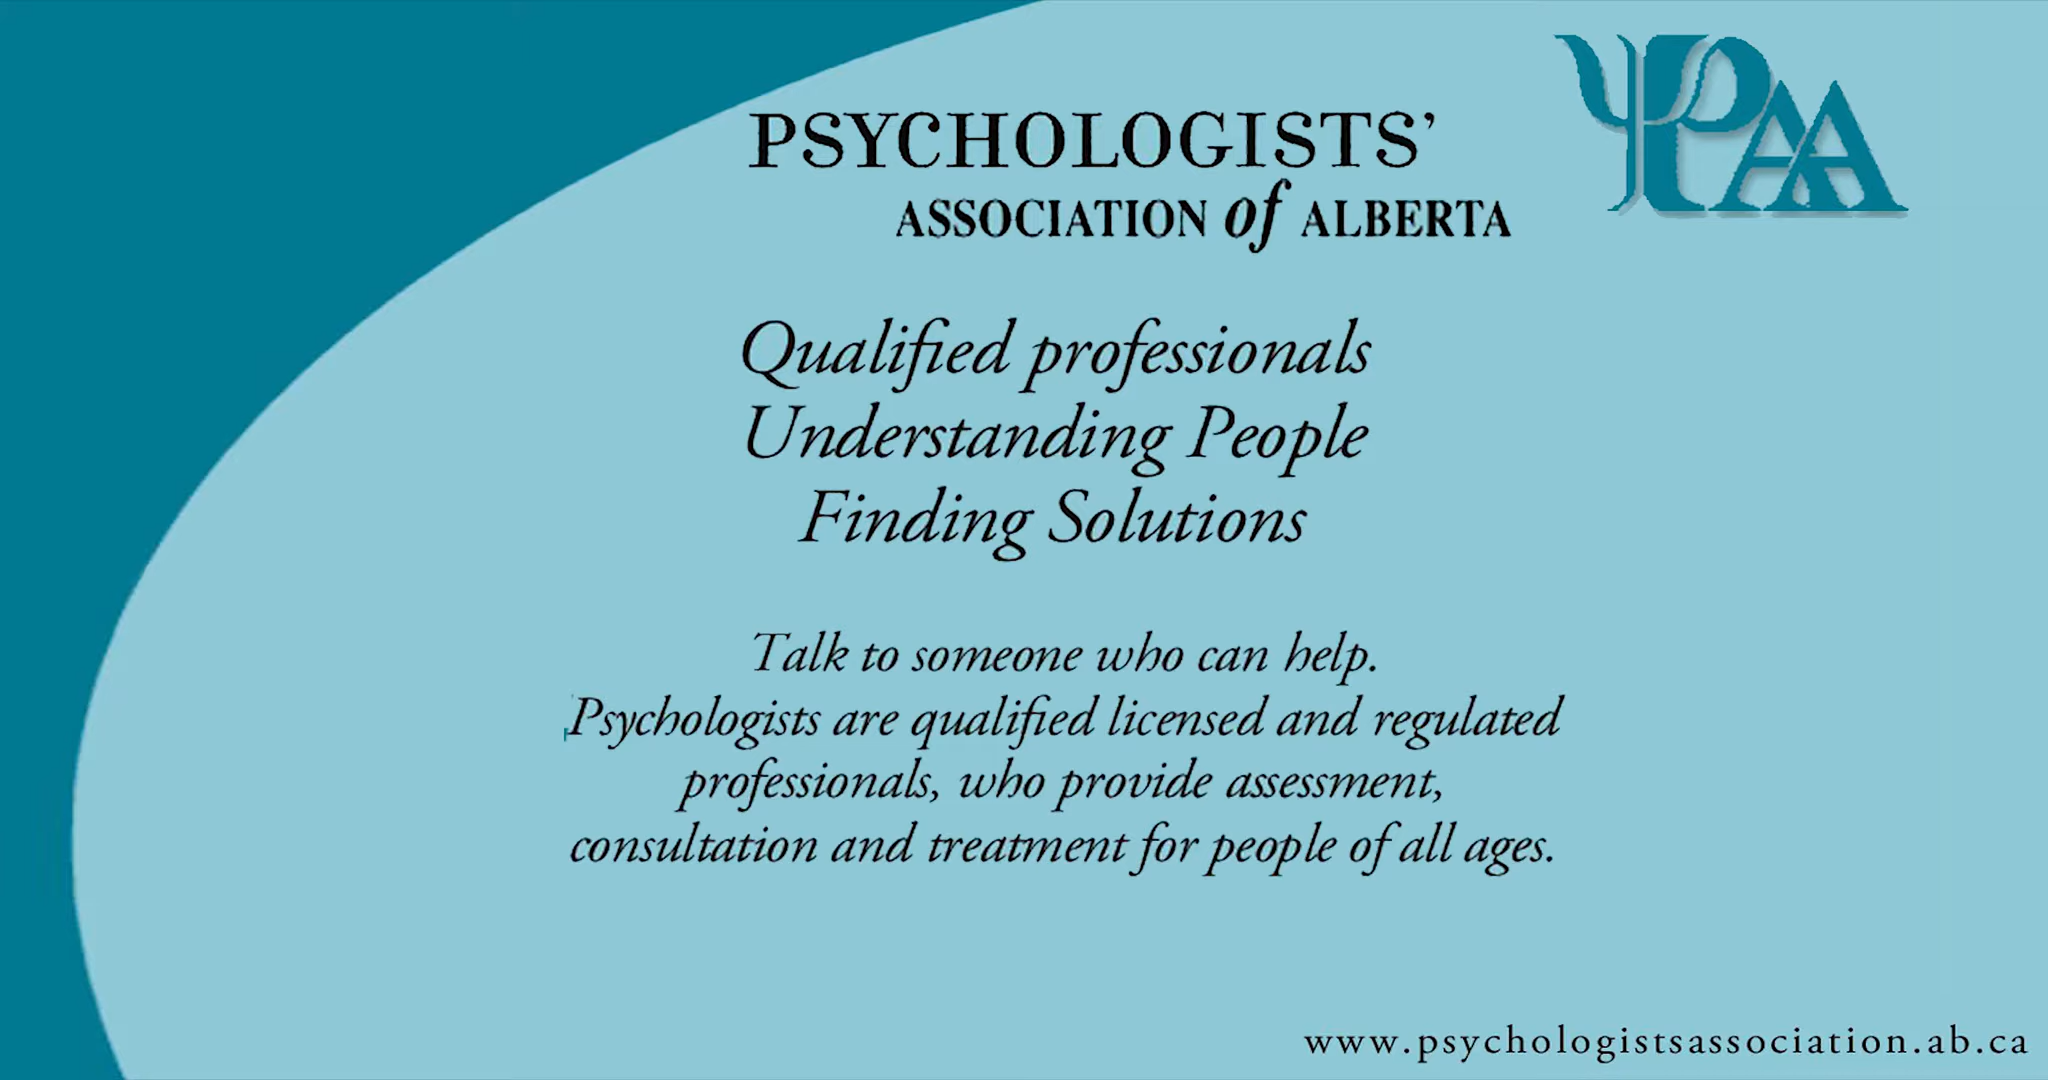 PSYCHOLOGISTS’
ASSOCIATION of ALBERTA
ΨPAA
Qualified professionals
Understanding People
Finding Solutions
Talk to someone who can help.
Psychologists are qualified licensed and regulated
professionals, who provide assessment,
consultation and treatment for people of all ages.
www.psychologistsassociation.ab.ca